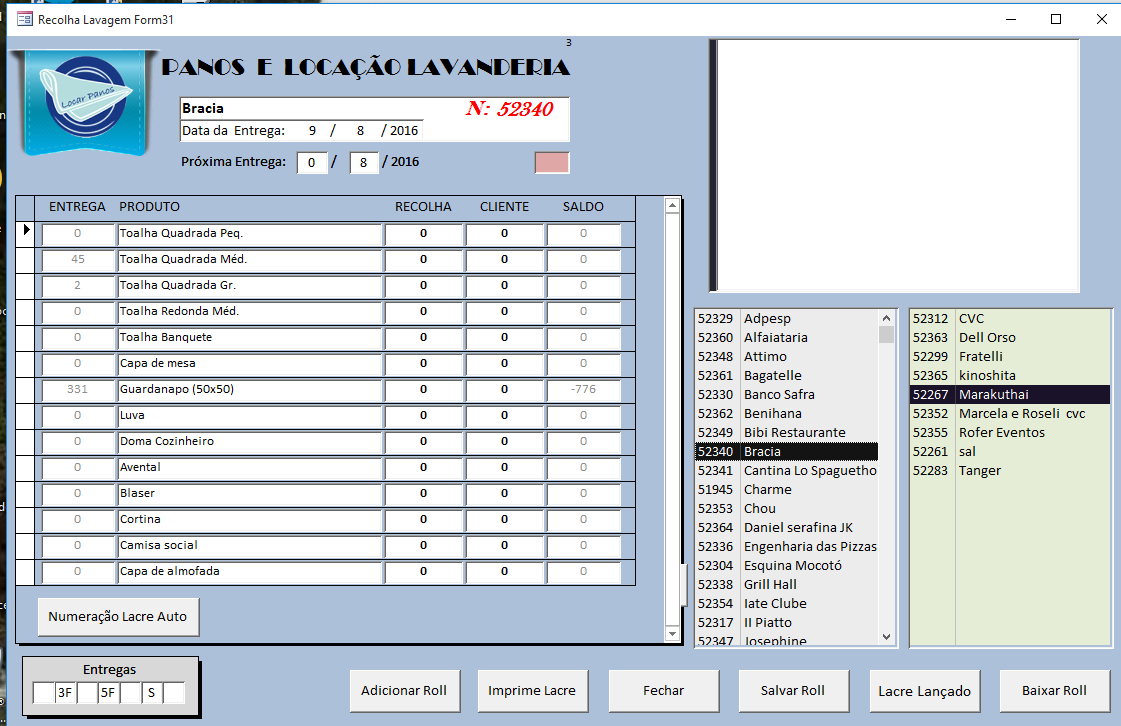 Recolha Lavagem Form31
3
PANOS E LOCAÇÃO LAVANDERIA
Locar Panos
Bracia N: 52340
Data da Entrega: 9 / 8 / 2016
Próxima Entrega: 0 / 8 / 2016
ENTREGA PRODUTO RECOLHA CLIENTE SALDO
0 Toalha Quadrada Peq. 0 0 0
45 Toalha Quadrada Méd. 0 0 0
2 Toalha Quadrada Gr. 0 0 0
0 Toalha Redonda Méd. 0 0 0
0 Toalha Banquete 0 0 0
0 Capa de mesa 0 0 0
331 Guardanapo (50x50) 0 0 -776
0 Luva 0 0 0
0 Doma Cozinheiro 0 0 0
0 Avental 0 0 0
0 Blaser 0 0 0
0 Cortina 0 0 0
0 Camisa social 0 0 0
0 Capa de almofada 0 0 0
Numeração Lacre Auto
52329 Adpesp
52360 Alfaiataria
52348 Attimo
52361 Bagatelle
52330 Banco Safra
52362 Benihana
52349 Bibi Restaurante
52340 Bracia
52341 Cantina Lo Spaguetho
51945 Charme
52353 Chou
52364 Daniel serafina JK
52336 Engenharia das Pizzas
52304 Esquina Mocotó
52338 Grill Hall
52354 Iate Clube
52317 Il Piatto
52347 Josephine
52312 CVC
52363 Dell Orso
52299 Fratelli
52365 kinoshita
52267 Marakuthai
52352 Marcela e Roseli cvc
52355 Rofer Eventos
52261 sal
52283 Tanger
Entregas
3F 5F S
Adicionar Roll
Imprime Lacre
Fechar
Salvar Roll
Lacre Lançado
Baixar Roll